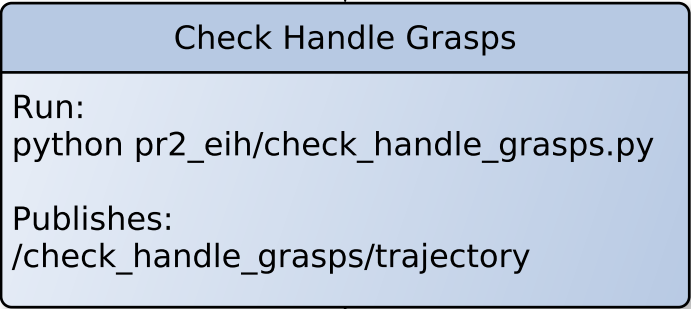 Check Handle Grasps
Run:
python pr2_eih/check_handle_grasps.py
Publishes:
/check_handle_grasps/trajectory